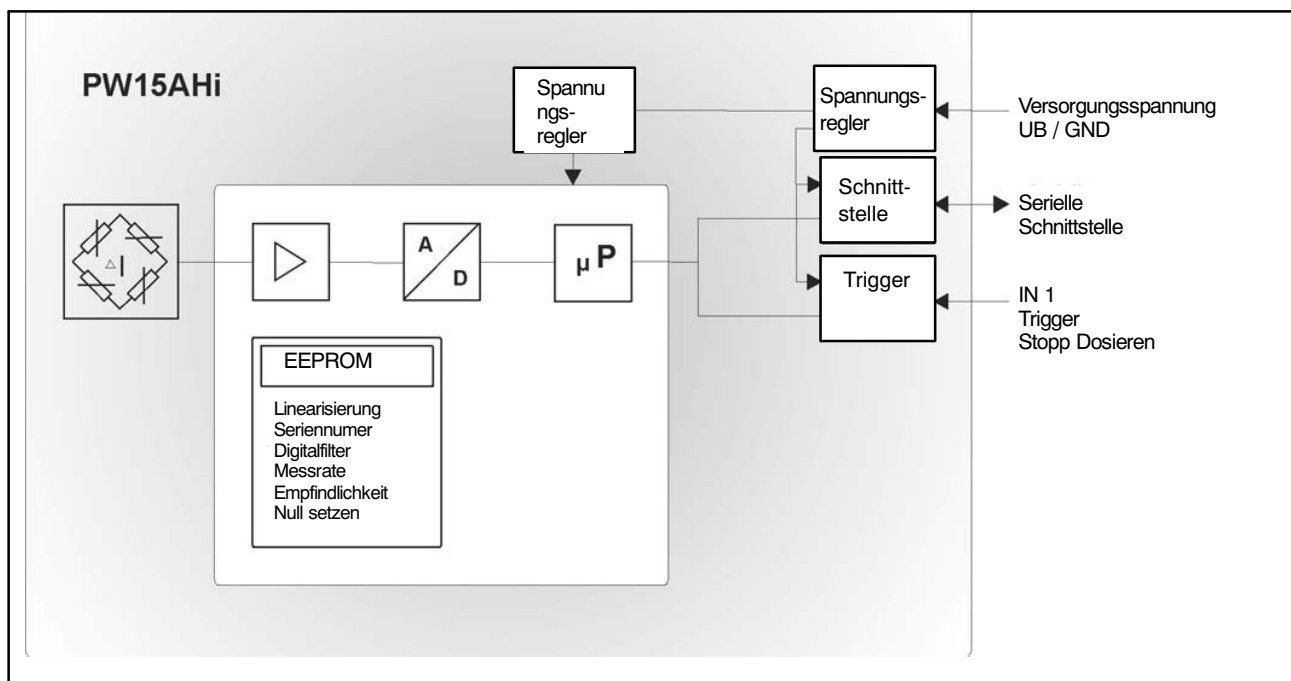 PW15AHi
Spannu
ngs-
regler
Spannungs-
regler
Versorgungsspannung
UB / GND
Schnitt-
stelle
Serielle
Schnittstelle
A
D
µP
Trigger
IN 1
Trigger
Stopp Dosieren
EEPROM
Linearisierung
Seriennumer
Digitalfilter
Messrate
Empfindlichkeit
Null setzen